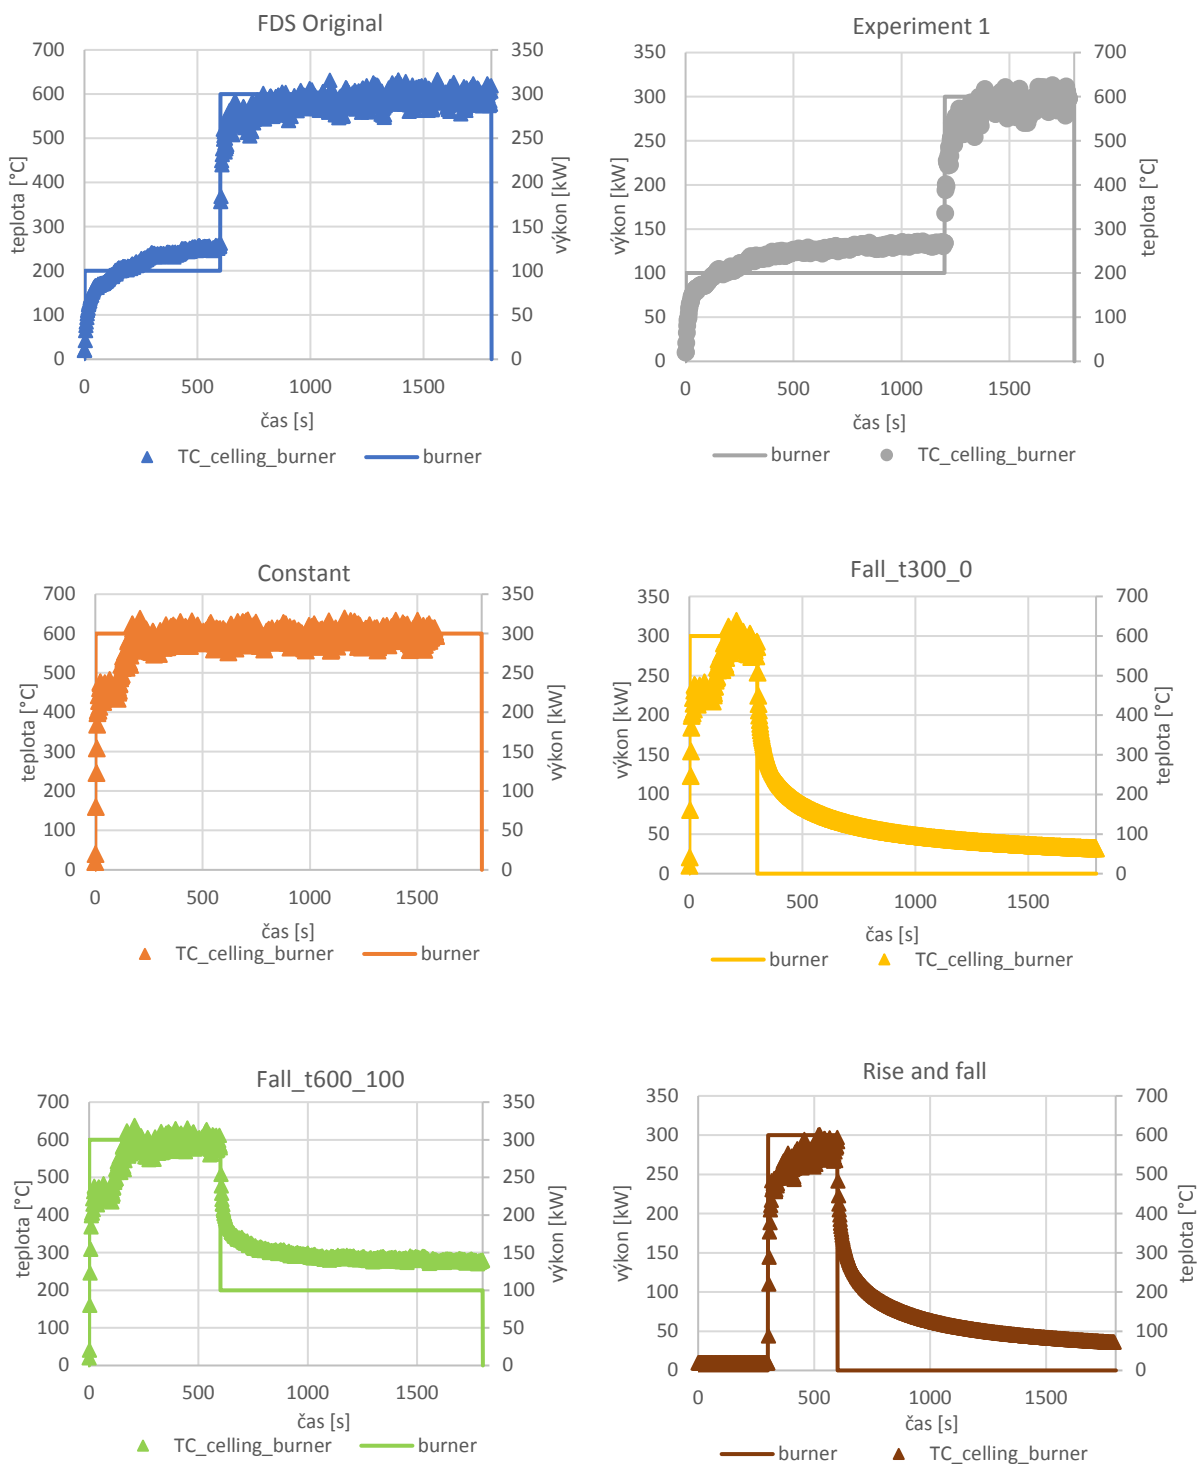 FDS Original
700
600
500
400
300
200
100
0
teplota [°C]
350
300
250
200
150
100
50
0
výkon [kW]
0 500 1000 1500
čas [s]
TC_celling_burner burner
Experiment 1
350
300
250
200
150
100
50
0
výkon [kW]
700
600
500
400
300
200
100
0
teplota [°C]
0 500 1000 1500
čas [s]
burner TC_celling_burner
Constant
700
600
500
400
300
200
100
0
teplota [°C]
350
300
250
200
150
100
50
0
výkon [kW]
0 500 1000 1500
čas [s]
TC_celling_burner burner
Fall_t300_0
350
300
250
200
150
100
50
0
výkon [kW]
700
600
500
400
300
200
100
0
teplota [°C]
0 500 1000 1500
čas [s]
burner TC_celling_burner
Fall_t600_100
700
600
500
400
300
200
100
0
teplota [°C]
350
300
250
200
150
100
50
0
výkon [kW]
0 500 1000 1500
čas [s]
TC_celling_burner burner
Rise and fall
350
300
250
200
150
100
50
0
výkon [kW]
700
600
500
400
300
200
100
0
teplota [°C]
0 500 1000 1500
čas [s]
burner TC_celling_burner